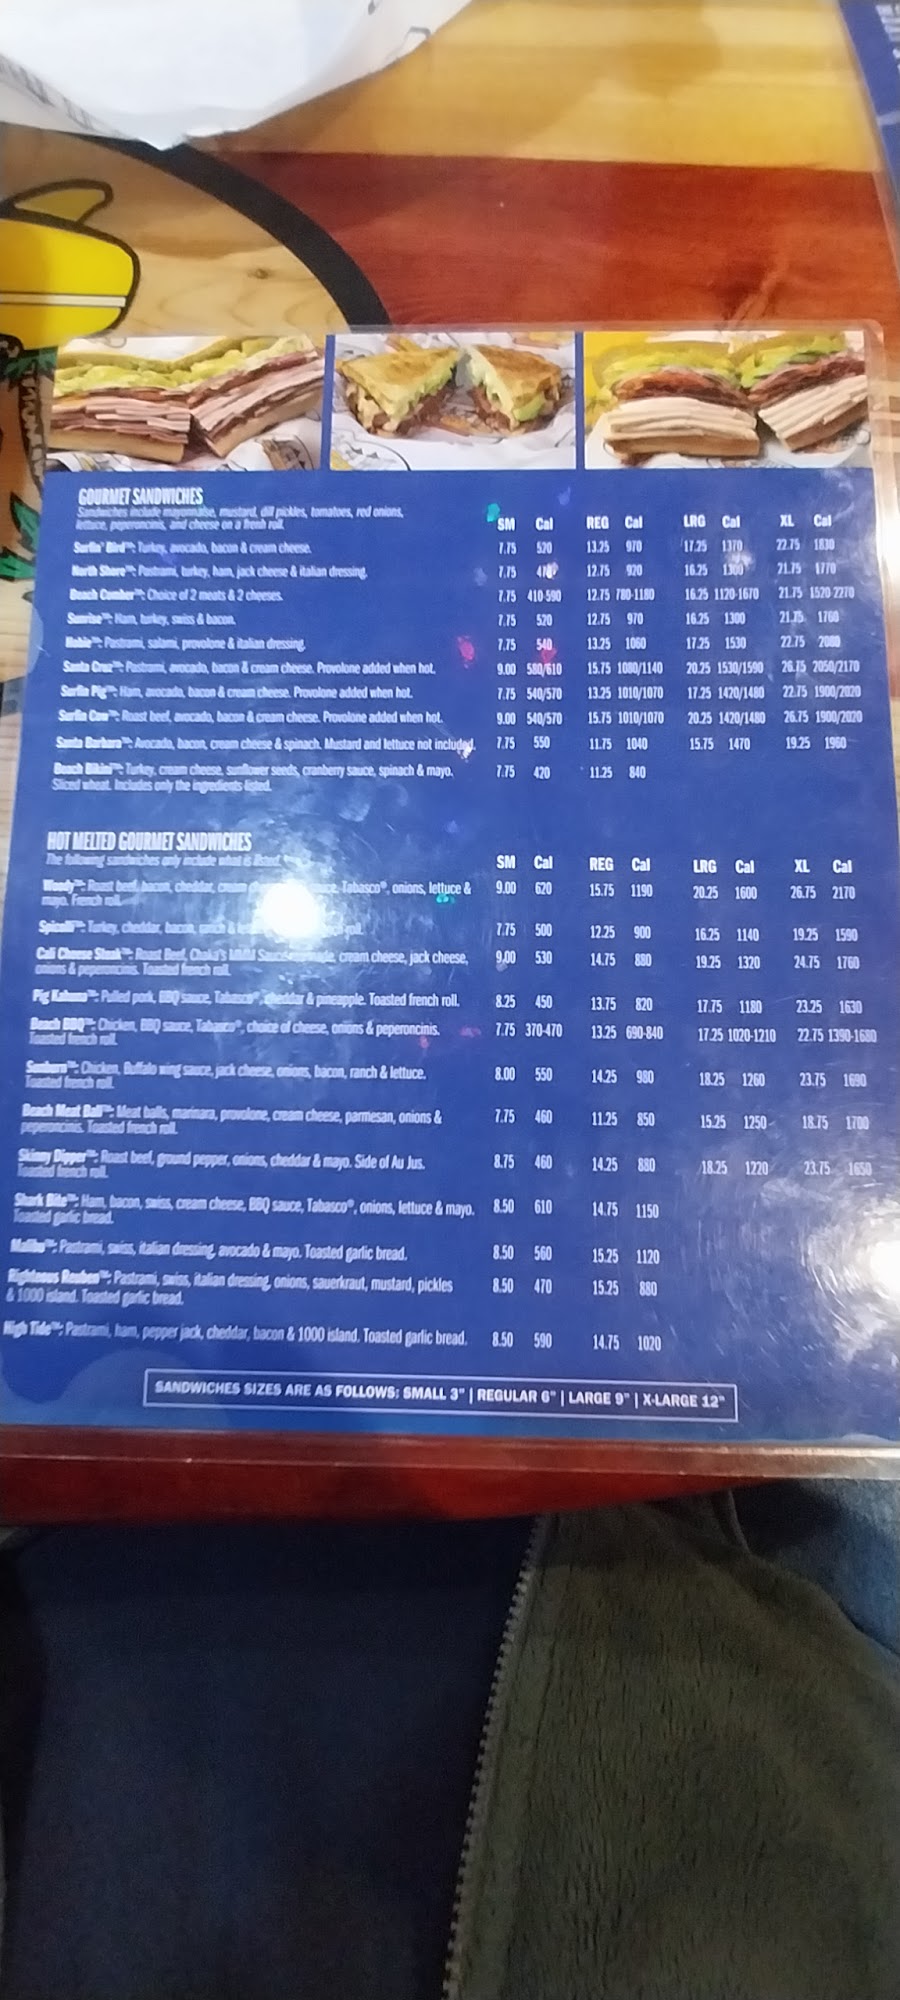 GOURMET SANDWICHES
Sandwiches include mayonnaise, mustard, dill pickles, tomatoes, red onions,
lettuce, peperoncinis, and cheese on a fresh roll. SM Cal REG Cal LRG Cal XL Cal
Surfin' Bird™: Turkey, avocado, bacon & cream cheese. 7.75 520 13.25 970 17.25 1370 22.75 1830
North Shore™: Pastrami, turkey, ham, jack cheese & italian dressing. 7.75 12.75 920 16.25 21.75 1770
Beach Comber™: Choice of 2 meats & 2 cheeses. 7.75 410-590 12.75 780-1180 16.25 1120-1670 21.75 1520-2270
Sunrise™: Ham, turkey, swiss & bacon. 7.75 520 12.75 970 16.25 1300 21.75 1760
Hobie™: Pastrami, salami, provolone & italian dressing. 7.75 540 13.25 1060 17.25 1530 22.75 2080
Santa Cruz™: Pastrami, avocado, bacon & cream cheese. Provolone added when hot. 9.00 580/610 15.75 1080/1140 20.25 1530/1590 26.75 2050/2170
Surfin Pig™: Ham, avocado, bacon & cream cheese. Provolone added when hot. 7.75 540/570 13.25 1010/1070 17.25 1420/1480 22.75 1900/2020
Surfin Cow™: Roast beef, avocado, bacon & cream cheese. Provolone added when hot. 9.00 540/570 15.75 1010/1070 20.25 1420/1480 26.75 1900/2020
Santa Barbara™: Avocado, bacon, cream cheese & spinach. Mustard and lettuce not included. 7.75 550 11.75 1040 15.75 1470 19.25 1960
Beach Bikini™: Turkey, cream cheese, sunflower seeds, cranberry sauce, spinach & mayo. 7.75 420 11.25 840
Sliced wheat. Includes only the ingredients listed.
HOT MELTED GOURMET SANDWICHES
The following sandwiches only include what is listed. SM Cal REG Cal LRG Cal XL Cal
Woody™: Roast beef, bacon, cheddar, cream Tabasco®, onions, lettuce & 9.00 620 15.75 1190 20.25 1600 26.75 2170
mayo. French roll.
Spicolli™: Turkey, cheddar, bacon, ranch & roll. 7.75 500 12.25 900 16.25 1140 19.25 1590
Cali Cheese Steak™: Roast Beef, Chaka's MMM Sauce cream cheese, jack cheese, 9.00 530 14.75 880 19.25 1320 24.75 1760
onions & peperoncinis. Toasted french roll.
Pig Kahuna™: Pulled pork, BBQ sauce, Tabasco®, cheddar & pineapple. Toasted french roll. 8.25 450 13.75 820 17.75 1180 23.25 1630
Beach BBQ™: Chicken, BBQ sauce, Tabasco®, choice of cheese, onions & peperoncinis. 7.75 370-470 13.25 690-840 17.25 1020-1210 22.75 1390-1680
Toasted french roll.
Sunburn™: Chicken, Buffalo wing sauce, jack cheese, onions, bacon, ranch & lettuce. 8.00 550 14.25 980 18.25 1260 23.75 1690
Toasted french roll.
Beach Meat Ball™: Meat balls, marinara, provolone, cream cheese, parmesan, onions & 7.75 460 11.25 850 15.25 1250 18.75 1700
peperoncinis. Toasted french roll.
Skinny Dipper™: Roast beef, ground pepper, onions, cheddar & mayo. Side of Au Jus. 8.75 460 14.25 880 18.25 1220 23.75 1650
Toasted french roll.
Shark Bite™: Ham, bacon, swiss, cream cheese, BBQ sauce, Tabasco®, onions, lettuce & mayo. 8.50 610 14.75 1150
Toasted garlic bread.
Malibu™: Pastrami, swiss, italian dressing, avocado & mayo. Toasted garlic bread. 8.50 560 15.25 1120
Righteous Reuben™: Pastrami, swiss, italian dressing, onions, sauerkraut, mustard, pickles 8.50 470 15.25 880
& 1000 island. Toasted garlic bread.
High Tide™: Pastrami, ham, pepper jack, cheddar, bacon & 1000 island. Toasted garlic bread. 8.50 590 14.75 1020
SANDWICHES SIZES ARE AS FOLLOWS: SMALL 3" | REGULAR 6" | LARGE 9" | X-LARGE 12"